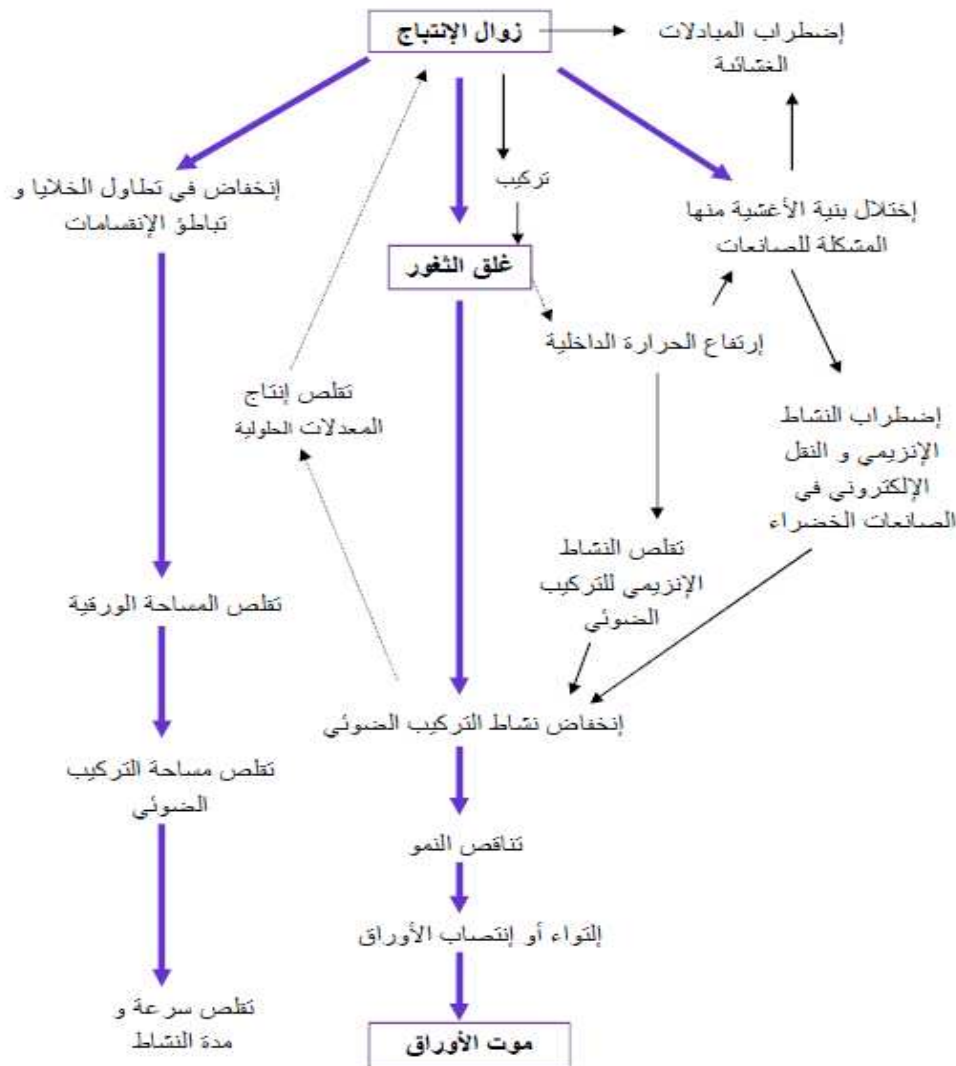 زوال الإنتباج
إضطراب المبادلات
الغشائية
تركيب
إنخفاض في تطاول الخلايا و
تباطؤ الإنقسامات
إختلال بنية الأغشية منها
المشكلة للصانعات
غلق الثغور
إرتفاع الحرارة الداخلية
تقلص إنتاج
المعدلات الحلولية
إضطراب النشاط
الإنزيمي و النقل
الإلكتروني في
الصانعات الخضراء
تقلص النشاط
الإنزيمي للتركيب
الضوئي
تقلص المساحة الورقية
إنخفاض نشاط التركيب الضوئي
تقلص مساحة التركيب
الضوئي
تناقص النمو
إلتواء أو إنتصاب الأوراق
تقلص سرعة و
مدة النشاط
موت الأوراق